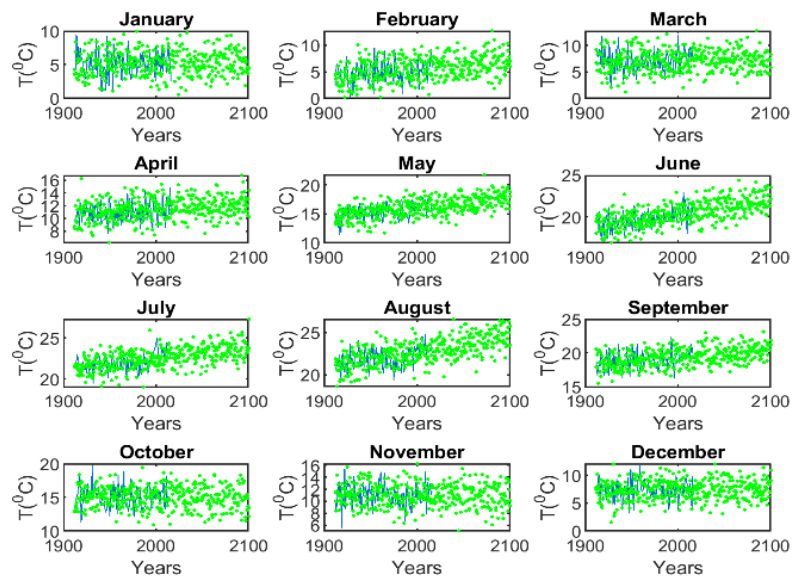 January February March
T(⁰C) 10 5 0 T(⁰C) 10 5 0 T(⁰C) 10 5 0
1900 2000 2100 1900 2000 2100 1900 2000 2100
Years Years Years
April May June
T(⁰C) 16 14 12 10 8 T(⁰C) 20 15 10 T(⁰C) 25 20
1900 2000 2100 1900 2000 2100 1900 2000 2100
Years Years Years
July August September
T(⁰C) 25 20 T(⁰C) 25 20 T(⁰C) 25 20 15
1900 2000 2100 1900 2000 2100 1900 2000 2100
Years Years Years
October November December
T(⁰C) 20 15 10 T(⁰C) 16 14 12 10 8 6 T(⁰C) 10 5 0
1900 2000 2100 1900 2000 2100 1900 2000 2100
Years Years Years